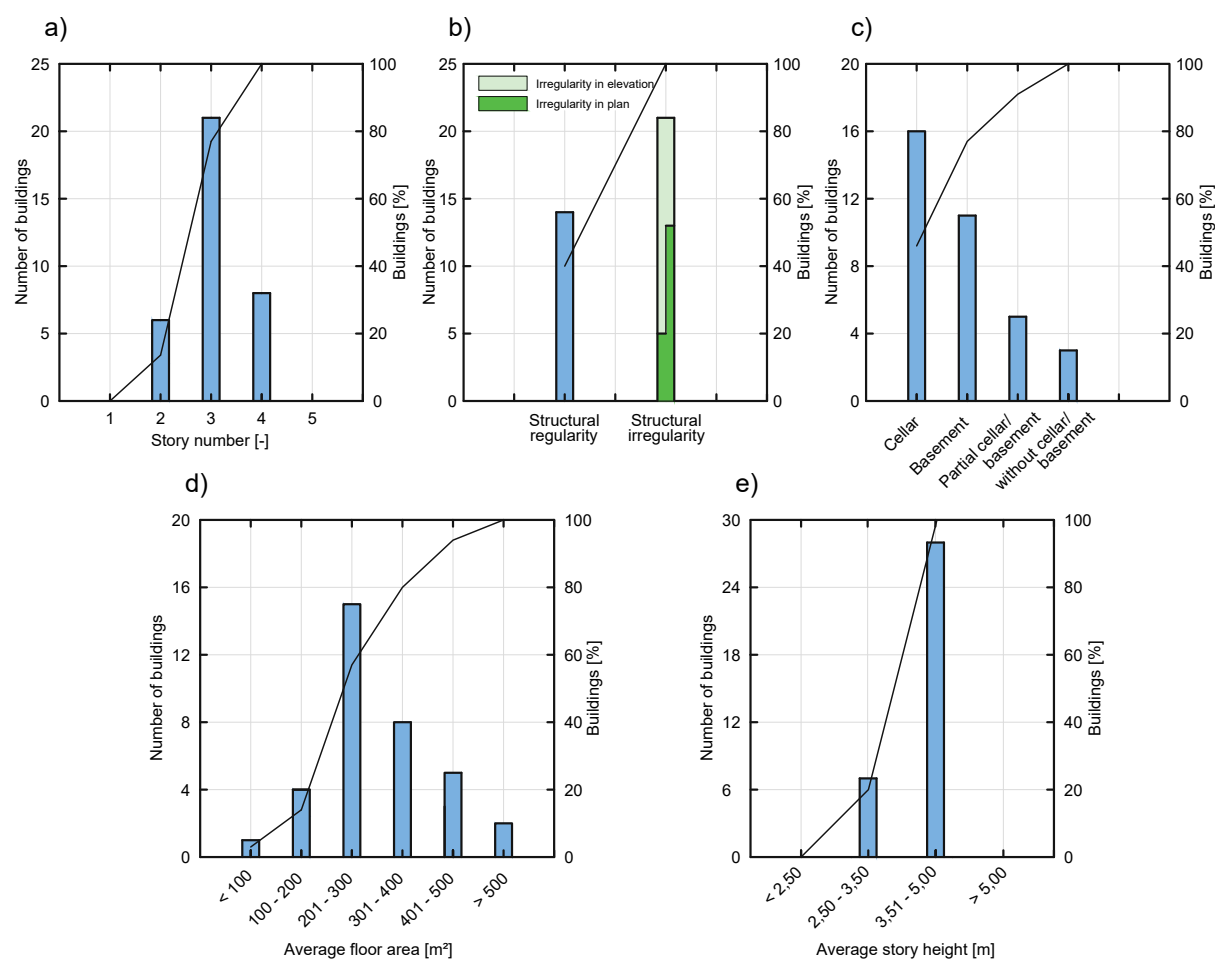 a)
25
20
15
10
5
0
100
80
60
40
20
0
Number of buildings
Buildings [%]
1 2 3 4 5
Story number [-]
b)
25
20
15
10
5
0
100
80
60
40
20
0
Number of buildings
Buildings [%]
Irregularity in elevation
Irregularity in plan
Structural
regularity
Structural
irregularity
c)
20
16
12
8
4
0
100
80
60
40
20
0
Number of buildings
Buildings [%]
Cellar
Basement
Partial cellar/
basement
without cellar/
basement
d)
20
16
12
8
4
0
100
80
60
40
20
0
Number of buildings
Buildings [%]
< 100
100 - 200
201 - 300
301 - 400
401 - 500
> 500
Average floor area [m²]
e)
30
24
18
12
6
0
100
80
60
40
20
0
Number of buildings
Buildings [%]
< 2,50
2,50 - 3,50
3,51 - 5,00
> 5,00
Average story height [m]